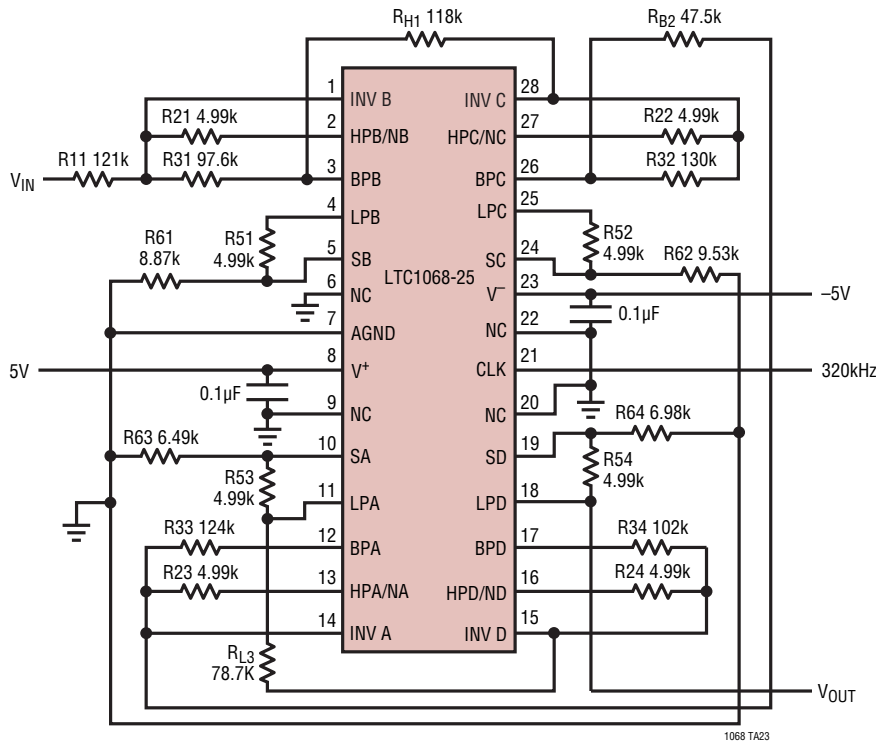 RH1 118k
RB2 47.5k
1
INV B
INV C
28
R21 4.99k
2
HPB/NB
HPC/NC
27
R22 4.99k
VIN
R11 121k
R31 97.6k
3
BPB
BPC
26
R32 130k
4
LPB
LPC
25
R61
8.87k
R51
4.99k
5
SB
SC
24
R52
4.99k
R62 9.53k
LTC1068-25
6
NC
V–
23
–5V
0.1µF
7
AGND
NC
22
5V
8
V+
CLK
21
320kHz
0.1µF
9
NC
NC
20
R63 6.49k
10
SA
SD
19
R64 6.98k
R53
4.99k
R54
4.99k
11
LPA
LPD
18
R33 124k
12
BPA
BPD
17
R34 102k
R23 4.99k
13
HPA/NA
HPD/ND
16
R24 4.99k
14
INV A
INV D
15
RL3
78.7K
VOUT
1068 TA23